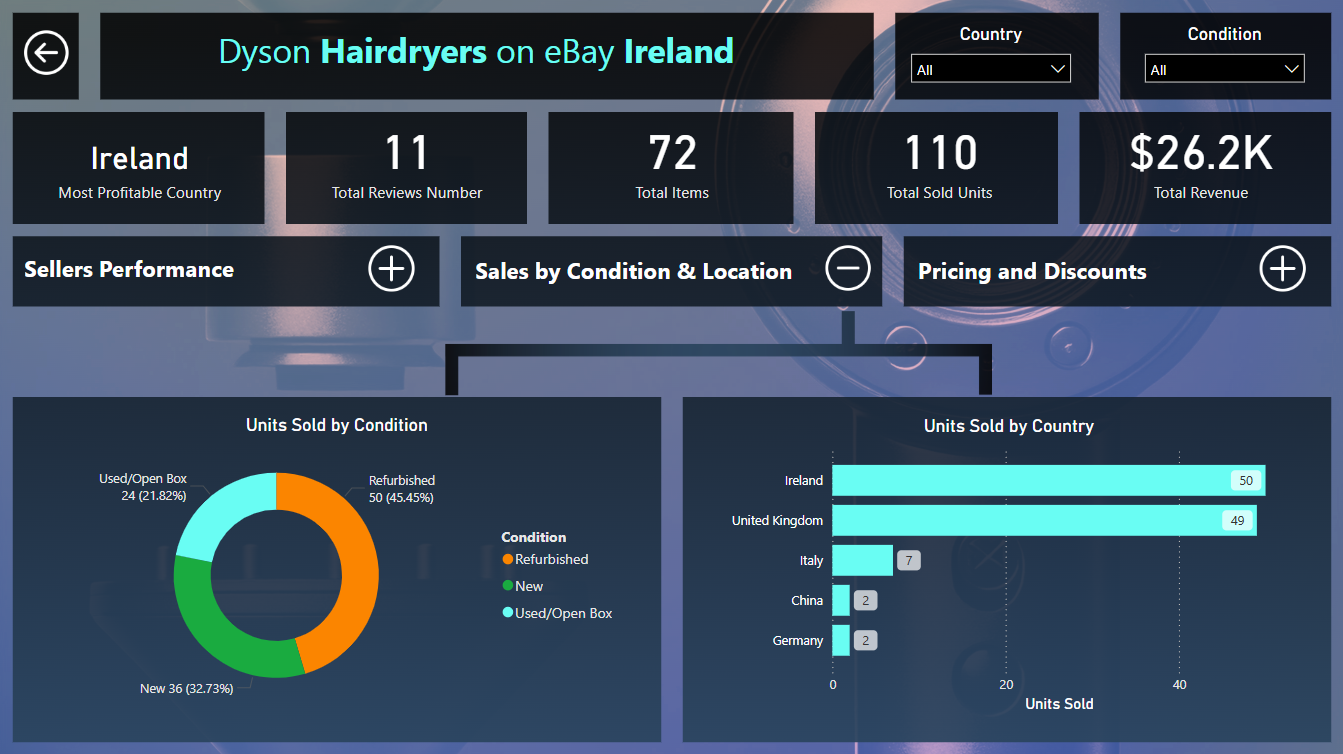 Dyson Hairdryers on eBay Ireland
Country
All
Condition
All
Ireland
Most Profitable Country
11
Total Reviews Number
72
Total Items
110
Total Sold Units
$26.2K
Total Revenue
Sellers Performance
Sales by Condition & Location
Pricing and Discounts
Units Sold by Condition
Used/Open Box
24 (21.82%)
Refurbished
50 (45.45%)
New 36 (32.73%)
Condition
Refurbished
New
Used/Open Box
Units Sold by Country
Ireland
50
United Kingdom
49
Italy
7
China
2
Germany
2
0
20
40
Units Sold